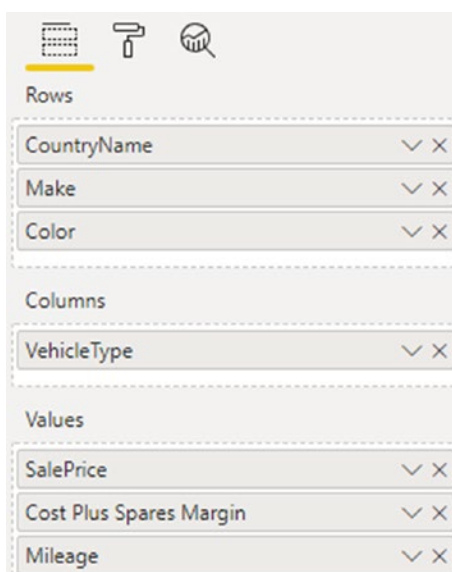 Rows
CountryName
Make
Color
Columns
VehicleType
Values
SalePrice
Cost Plus Spares Margin
Mileage